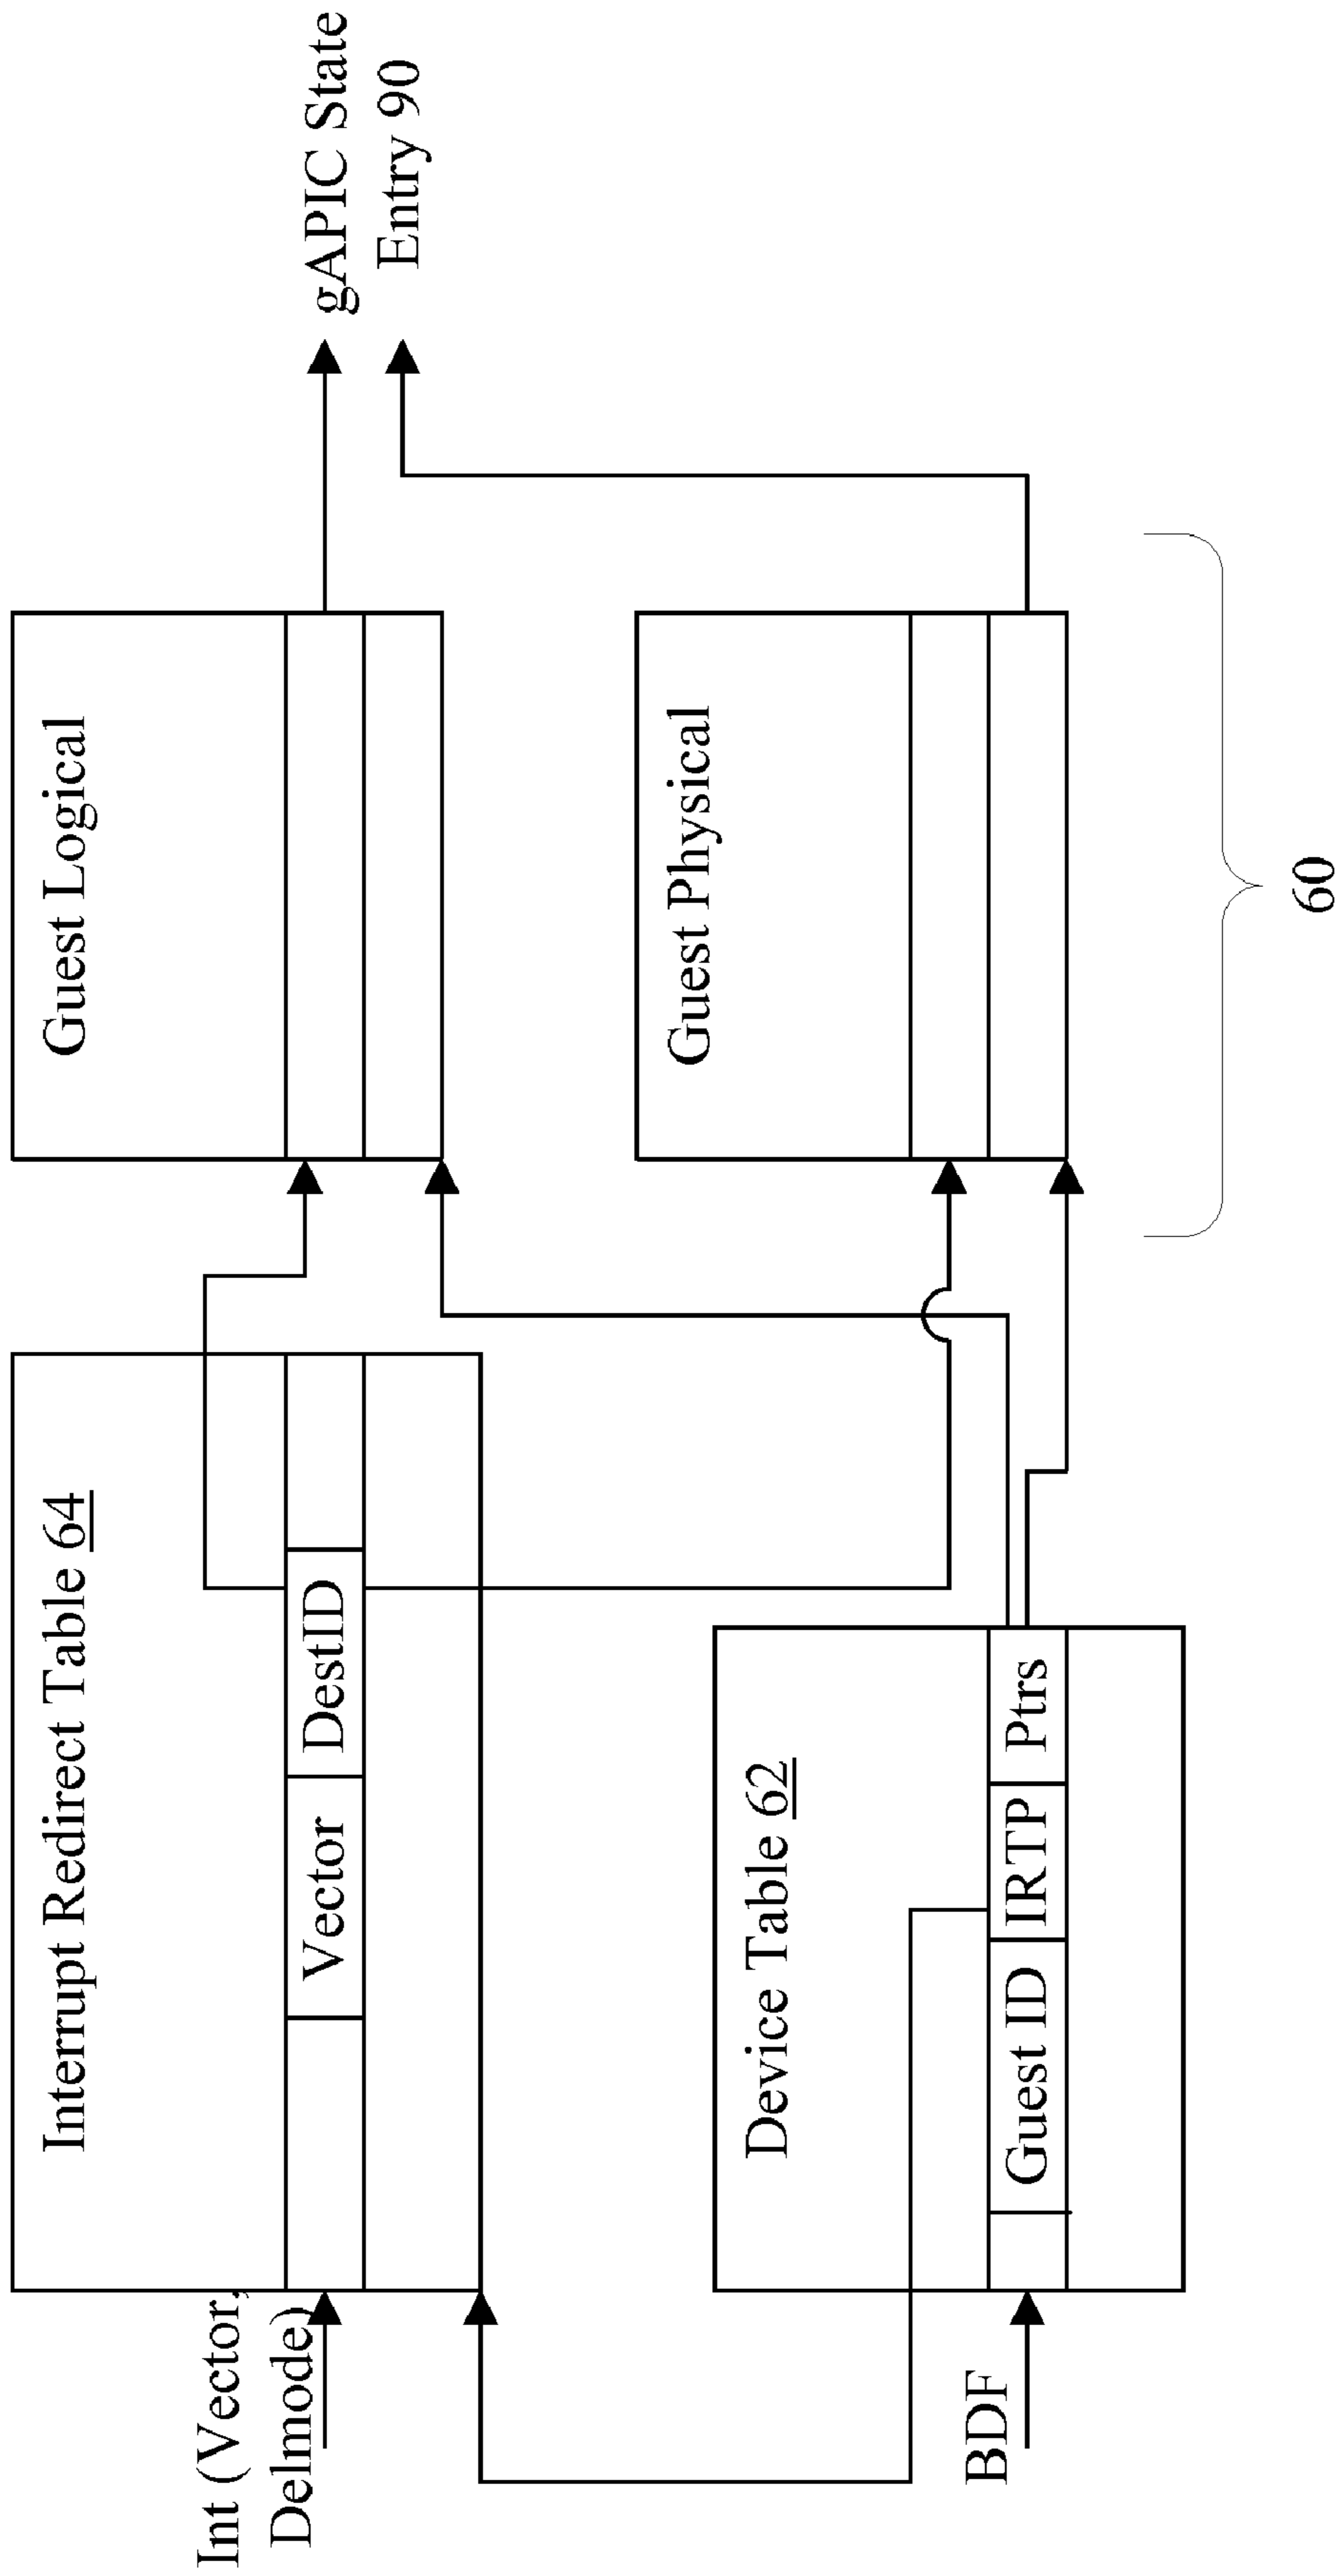 Interrupt Redirect Table 64
Int (Vector,
Delmode)
Vector
DestID
Guest Logical
gAPIC State
Entry 90
Device Table 62
BDF
Guest ID
IRTP
Ptrs
Guest Physical
60